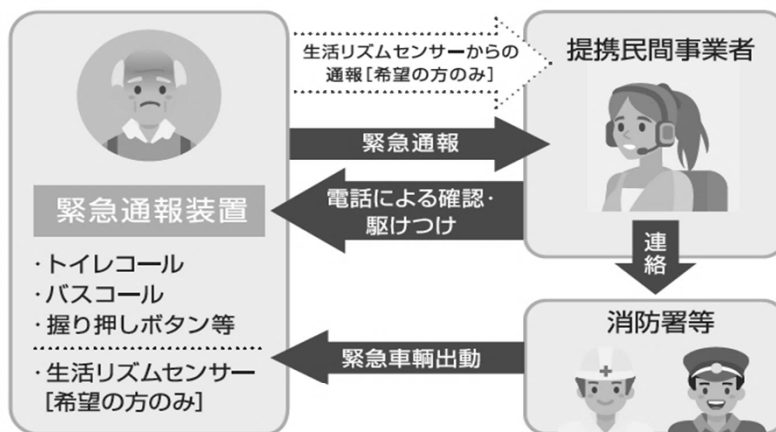 生活リズムセンサーからの
通報[希望の方のみ]
提携民間事業者
緊急通報
電話による確認・
駆けつけ
緊急通報装置
・トイレコール
・バスコール
・握り押しボタン等
・生活リズムセンサー
[希望の方のみ]
連絡
消防署等
緊急車輌出動